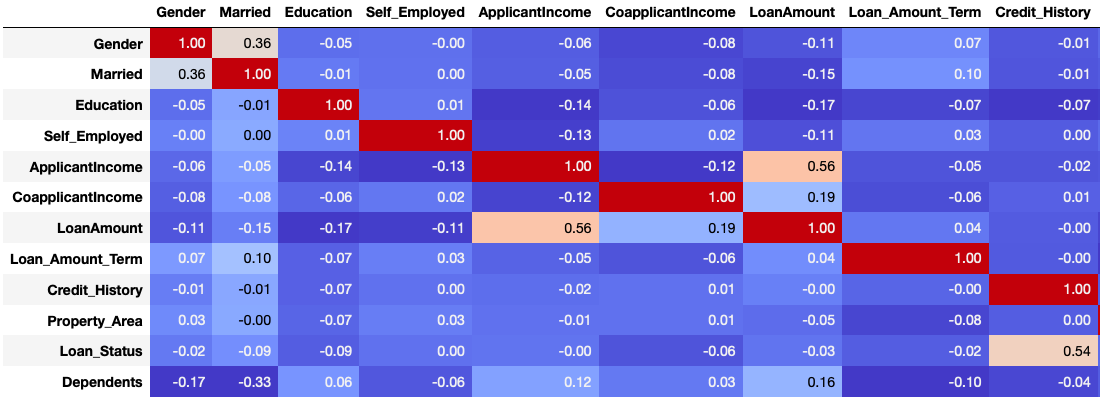 Gender Married Education Self_Employed ApplicantIncome CoapplicantIncome LoanAmount Loan_Amount_Term Credit_History
Gender 1.00 0.36 -0.05 -0.00 -0.06 -0.08 -0.11 0.07 -0.01
Married 0.36 1.00 -0.01 0.00 -0.05 -0.08 -0.15 0.10 -0.01
Education -0.05 -0.01 1.00 0.01 -0.14 -0.06 -0.17 -0.07 -0.07
Self_Employed -0.00 0.00 0.01 1.00 -0.13 0.02 -0.11 0.03 0.00
ApplicantIncome -0.06 -0.05 -0.14 -0.13 1.00 -0.12 0.56 -0.05 -0.02
CoapplicantIncome -0.08 -0.08 -0.06 0.02 -0.12 1.00 0.19 -0.06 0.01
LoanAmount -0.11 -0.15 -0.17 -0.11 0.56 0.19 1.00 0.04 -0.00
Loan_Amount_Term 0.07 0.10 -0.07 0.03 -0.05 -0.06 0.04 1.00 -0.00
Credit_History -0.01 -0.01 -0.07 0.00 -0.02 0.01 -0.00 -0.00 1.00
Property_Area 0.03 -0.00 -0.07 0.03 -0.01 0.01 -0.05 -0.08 0.00
Loan_Status -0.02 -0.09 -0.09 0.00 -0.00 -0.06 -0.03 -0.02 0.54
Dependents -0.17 -0.33 0.06 -0.06 0.12 0.03 0.16 -0.10 -0.04